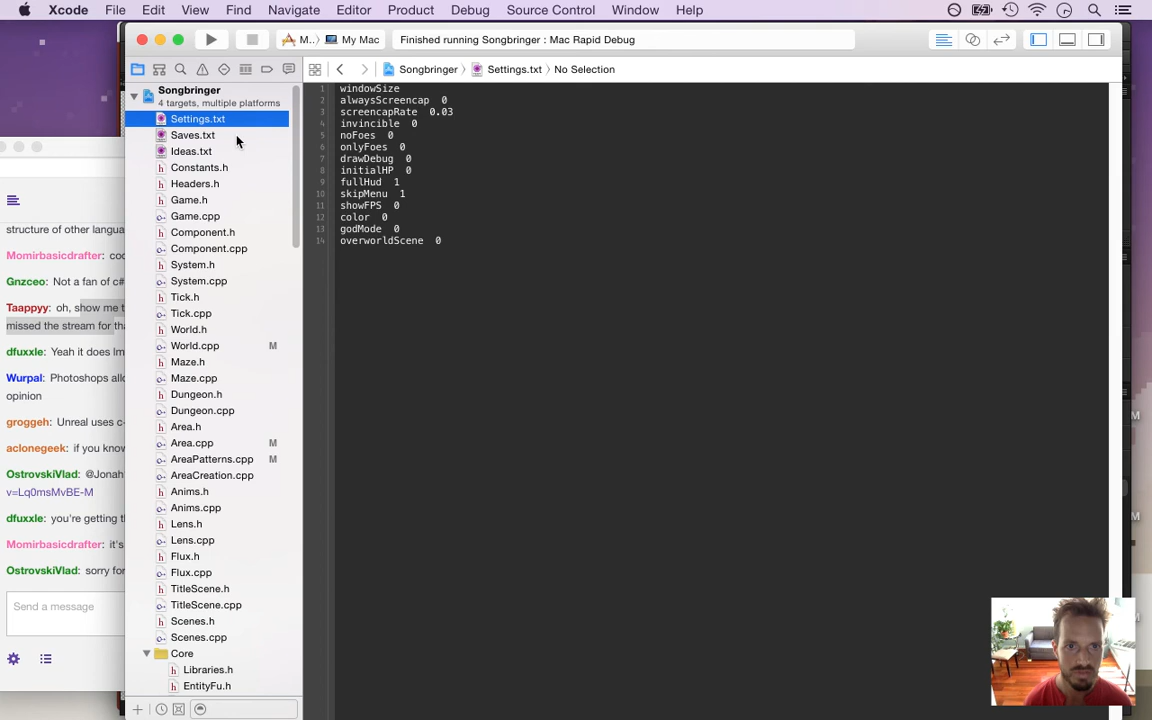 Xcode File Edit View Find Navigate Editor Product Debug Source Control Window Help
M.. 〉 My Mac Finished running Songbringer : Mac Rapid Debug
Songbringer 〉 Settings.txt 〉 No Selection
Songbringer
4 targets, multiple platforms
Settings.txt
Saves.txt
Ideas.txt
Constants.h
Headers.h
Game.h
Game.cpp
Component.h
Component.cpp
System.h
System.cpp
Tick.h
Tick.cpp
World.h
World.cpp M
Maze.h
Maze.cpp
Dungeon.h
Dungeon.cpp
Area.h
Area.cpp M
AreaPatterns.cpp M
AreaCreation.cpp
Anims.h
Anims.cpp
Lens.h
Lens.cpp
Flux.h
Flux.cpp
TitleScene.h
TitleScene.cpp
Scenes.h
Scenes.cpp
Core
Libraries.h
EntityFu.h
1 windowSize
2 alwaysScreencap 0
3 screencapRate 0.03
4 invincible 0
5 noFoes 0
6 onlyFoes 0
7 drawDebug 0
8 initialHP 0
9 fullHud 1
10 skipMenu 1
11 showFPS 0
12 color 0
13 godMode 0
14 overworldScene 0
structure of other langua
Momirbasicdrafter: coo
Gnzceo: Not a fan of c#
Taappyy: oh, show me t
missed the stream for tha
dfuxxle: Yeah it does lm
Wurpal: Photoshops allo
opinion
groggeh: Unreal uses c-
aclonegeek: if you know
OstrovskiVlad: @Jonah
v=Lq0msMvBE-M
dfuxxle: you're getting th
Momirbasicdrafter: it's
OstrovskiVlad: sorry for
Send a message
M
M
M